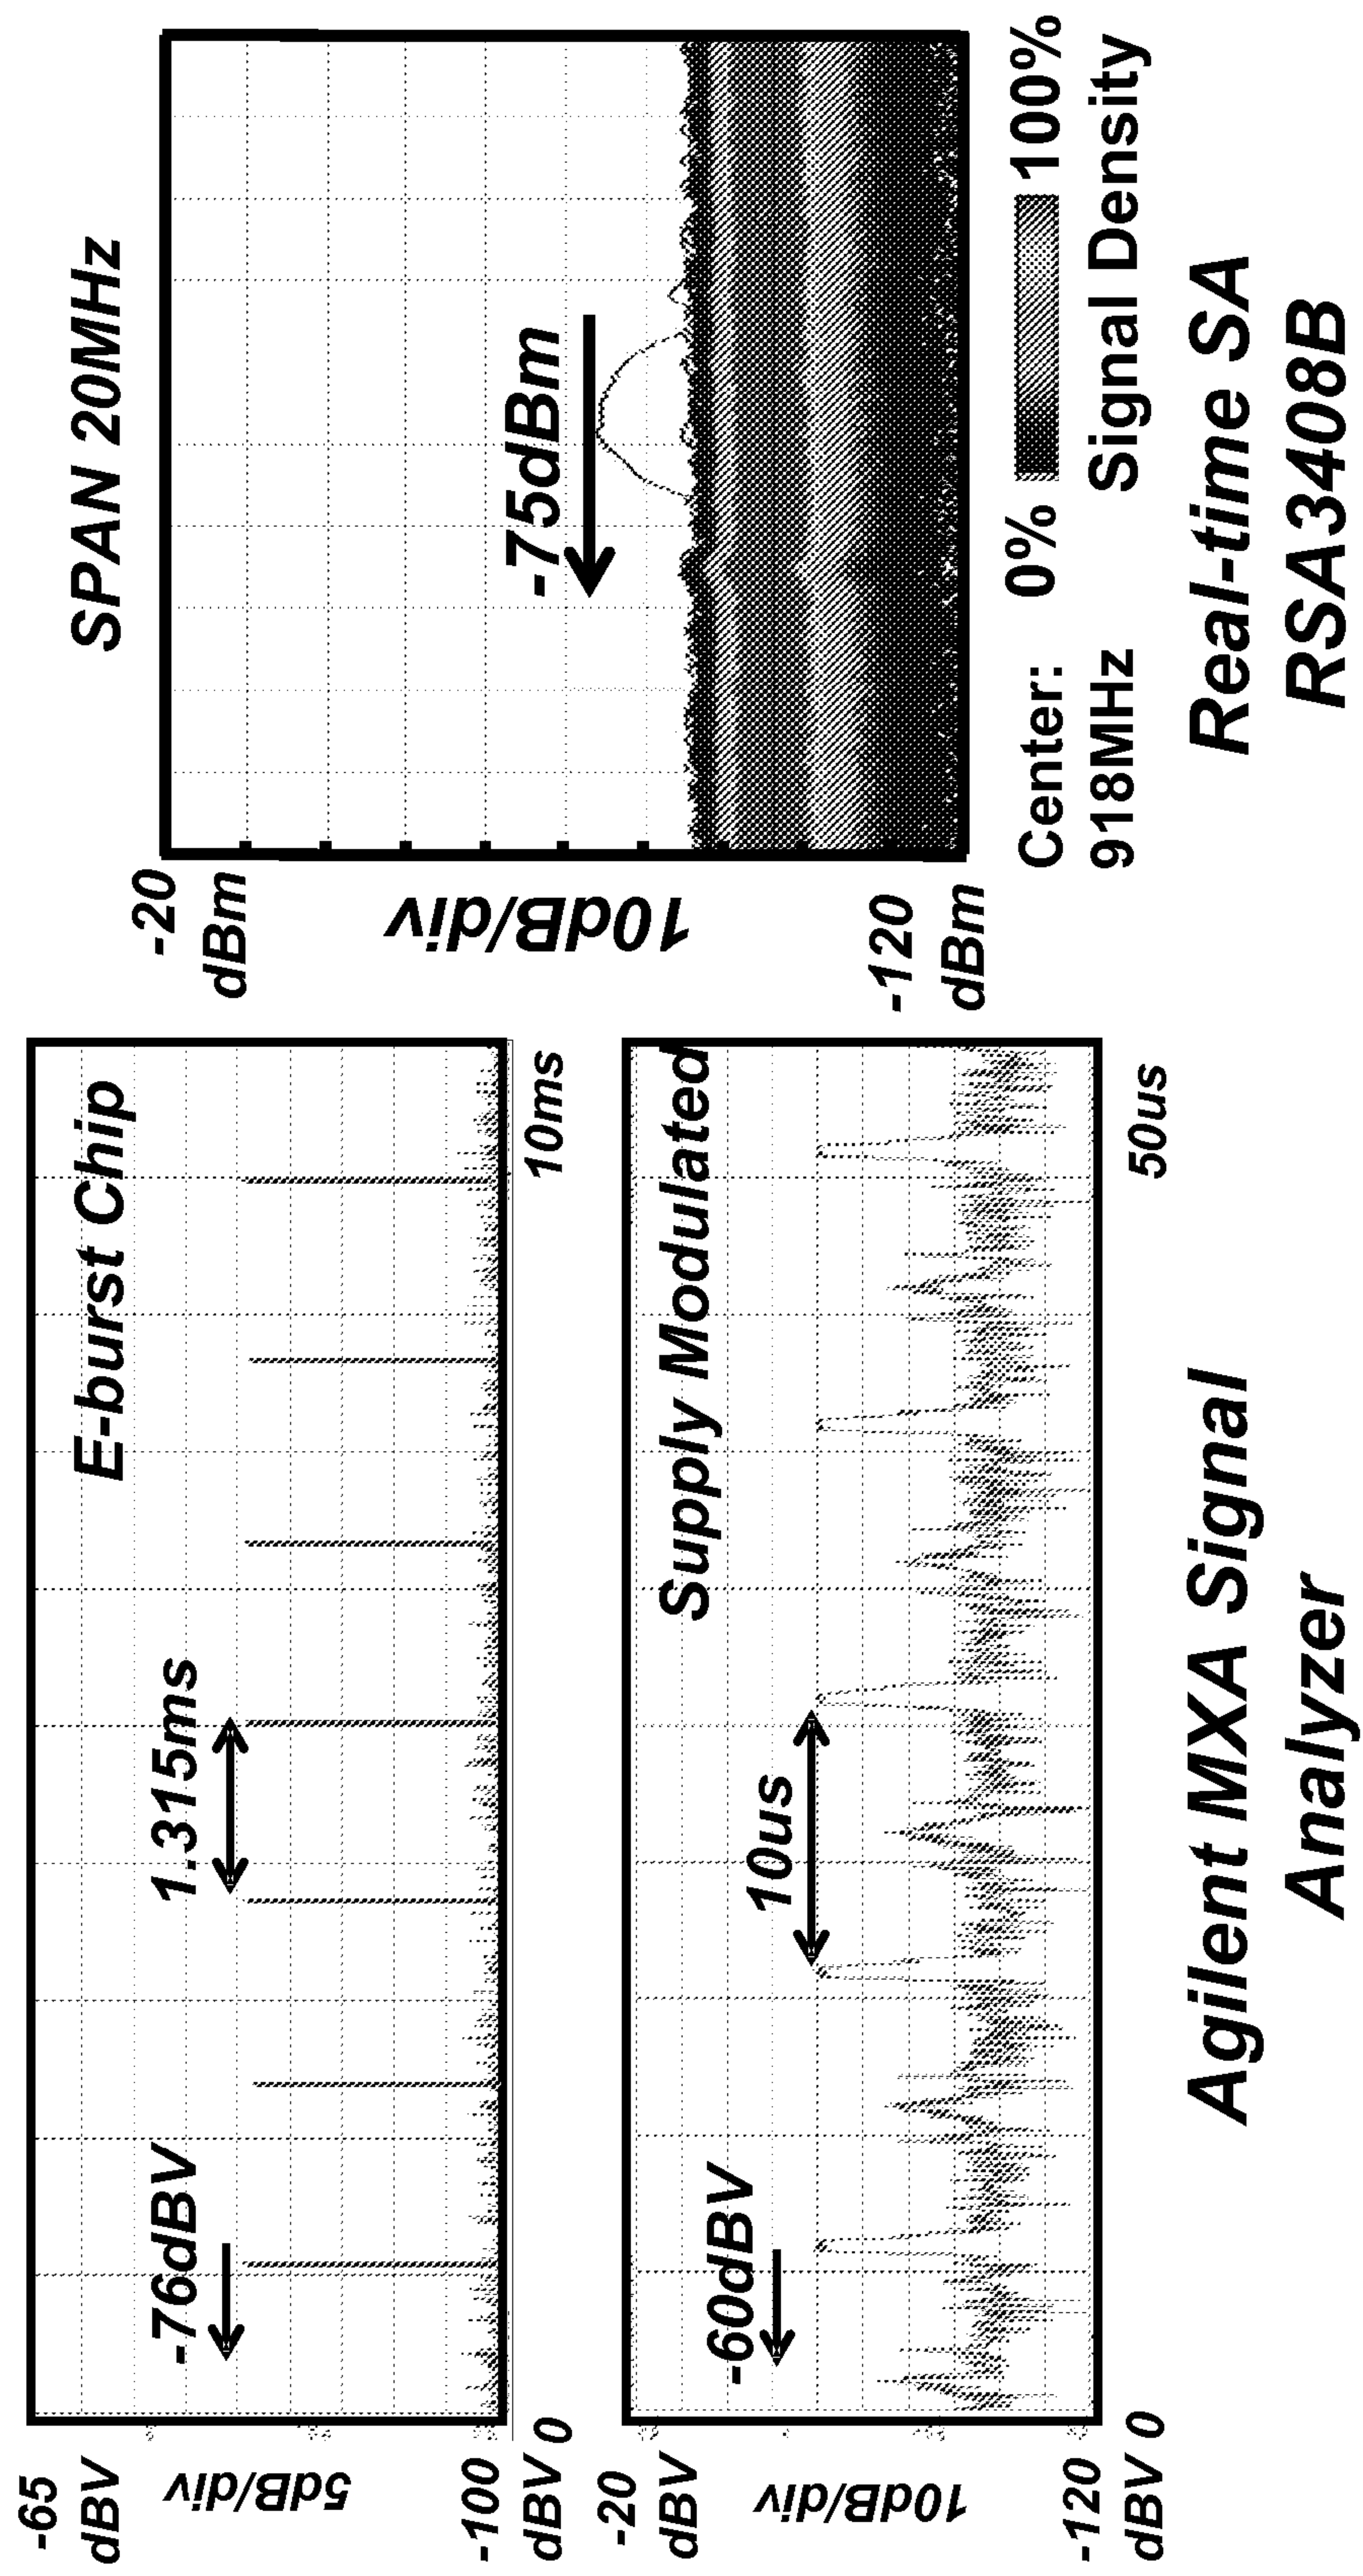 -65
dBV
5dB/div
-100
dBV
0
10ms
E-burst Chip
1.315ms
-76dBV
-20
dBV
10dB/div
-120
dBV
0
50us
Supply Modulated
10us
-60dBV
Agilent MXA Signal
Analyzer
SPAN 20MHz
-20
dBm
10dB/div
-120
dBm
-75dBm
Center:
918MHz
0% 100%
Signal Density
Real-time SA
RSA3408B